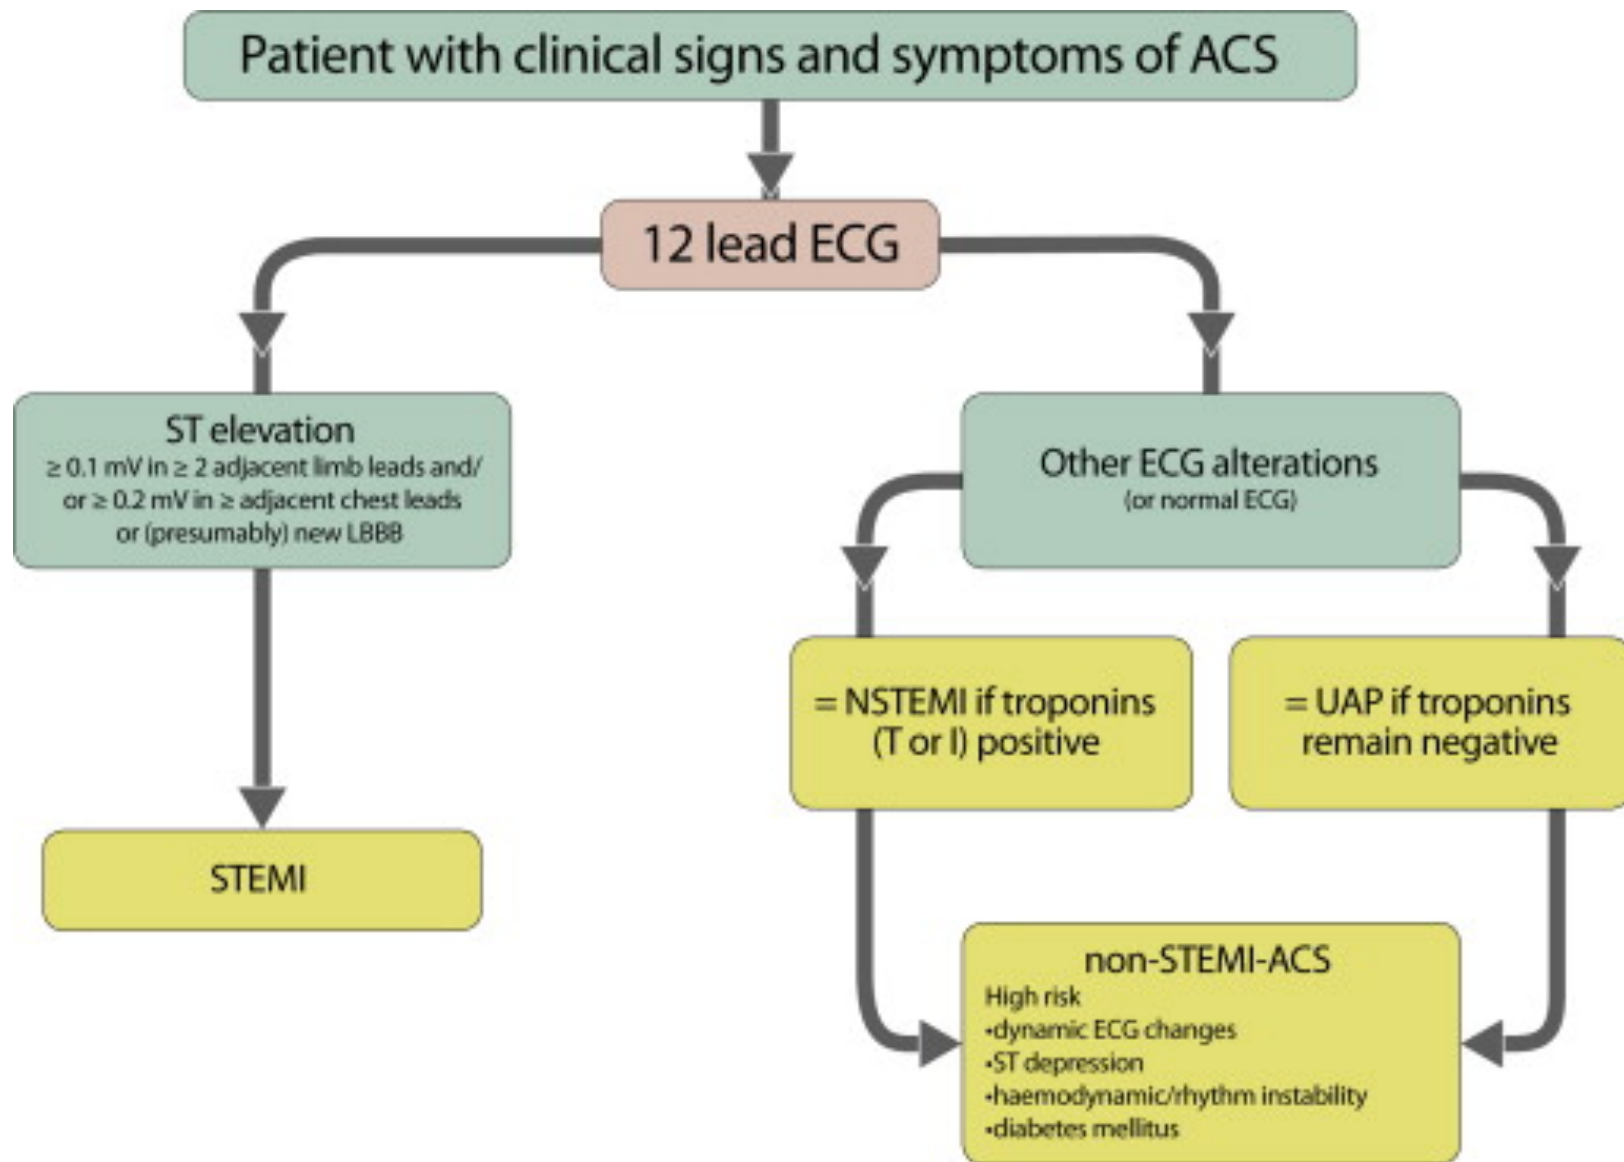 Patient with clinical signs and symptoms of ACS
12 lead ECG
ST elevation
≥ 0.1 mV in ≥ 2 adjacent limb leads and/
or ≥ 0.2 mV in ≥ adjacent chest leads
or (presumably) new LBBB
Other ECG alterations
(or normal ECG)
= NSTEMI if troponins
(T or I) positive
= UAP if troponins
remain negative
STEMI
non-STEMI-ACS
High risk
•dynamic ECG changes
•ST depression
•haemodynamic/rhythm instability
•diabetes mellitus